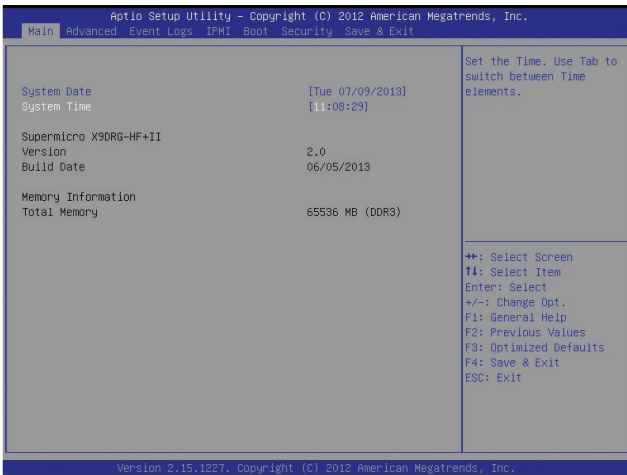 Aptio Setup Utility – Copyright (C) 2012 American Megatrends, Inc.
Main Advanced Event Logs IPMI Boot Security Save & Exit
Set the Time. Use Tab to
switch between Time
elements.
System Date [Tue 07/09/2013]
System Time [11:08:29]
Supermicro X9DRG-HF+II
Version 2.0
Build Date 06/05/2013
Memory Information
Total Memory 65536 MB (DDR3)
→←: Select Screen
↑↓: Select Item
Enter: Select
+/-: Change Opt.
F1: General Help
F2: Previous Values
F3: Optimized Defaults
F4: Save & Exit
ESC: Exit
Version 2.15.1227. Copyright (C) 2012 American Megatrends, Inc.